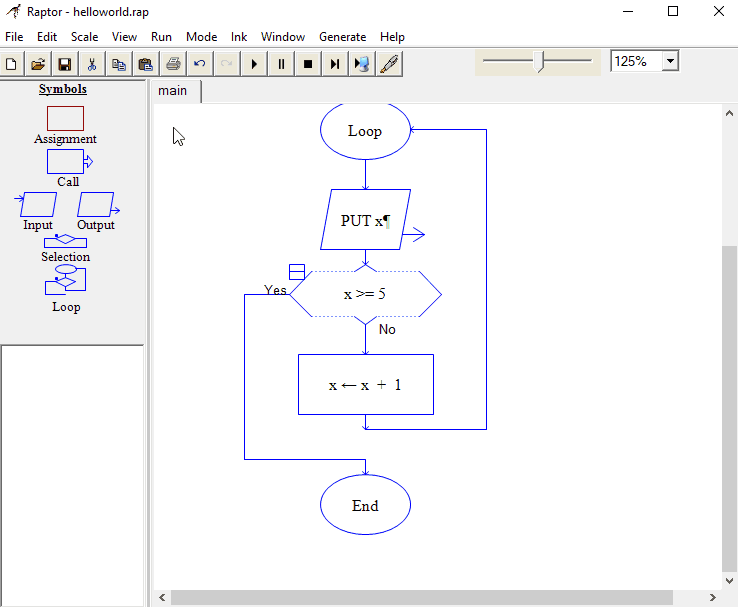 Raptor - helloworld.rap
File Edit Scale View Run Mode Ink Window Generate Help
125%
Symbols
Assignment
Call
Input Output
Selection
Loop
main
Loop
PUT x¶
Yes
x >= 5
No
x ← x + 1
End